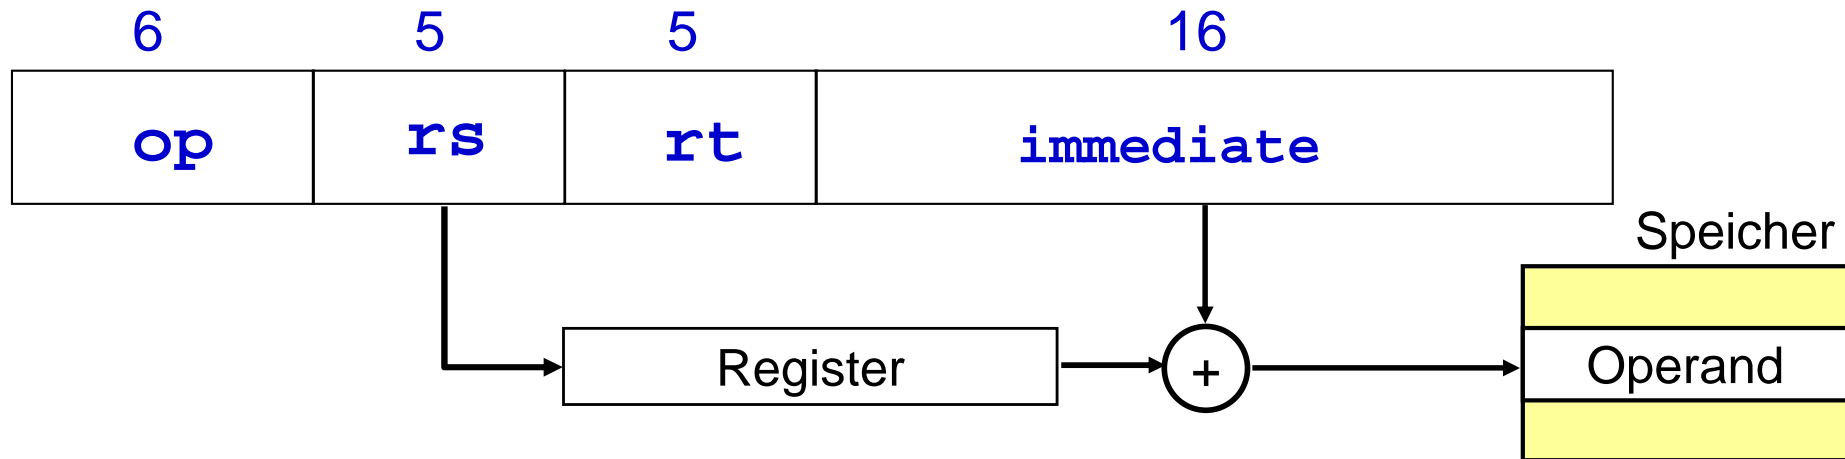 6 5 5 16
op rs rt immediate
Speicher
Register + Operand